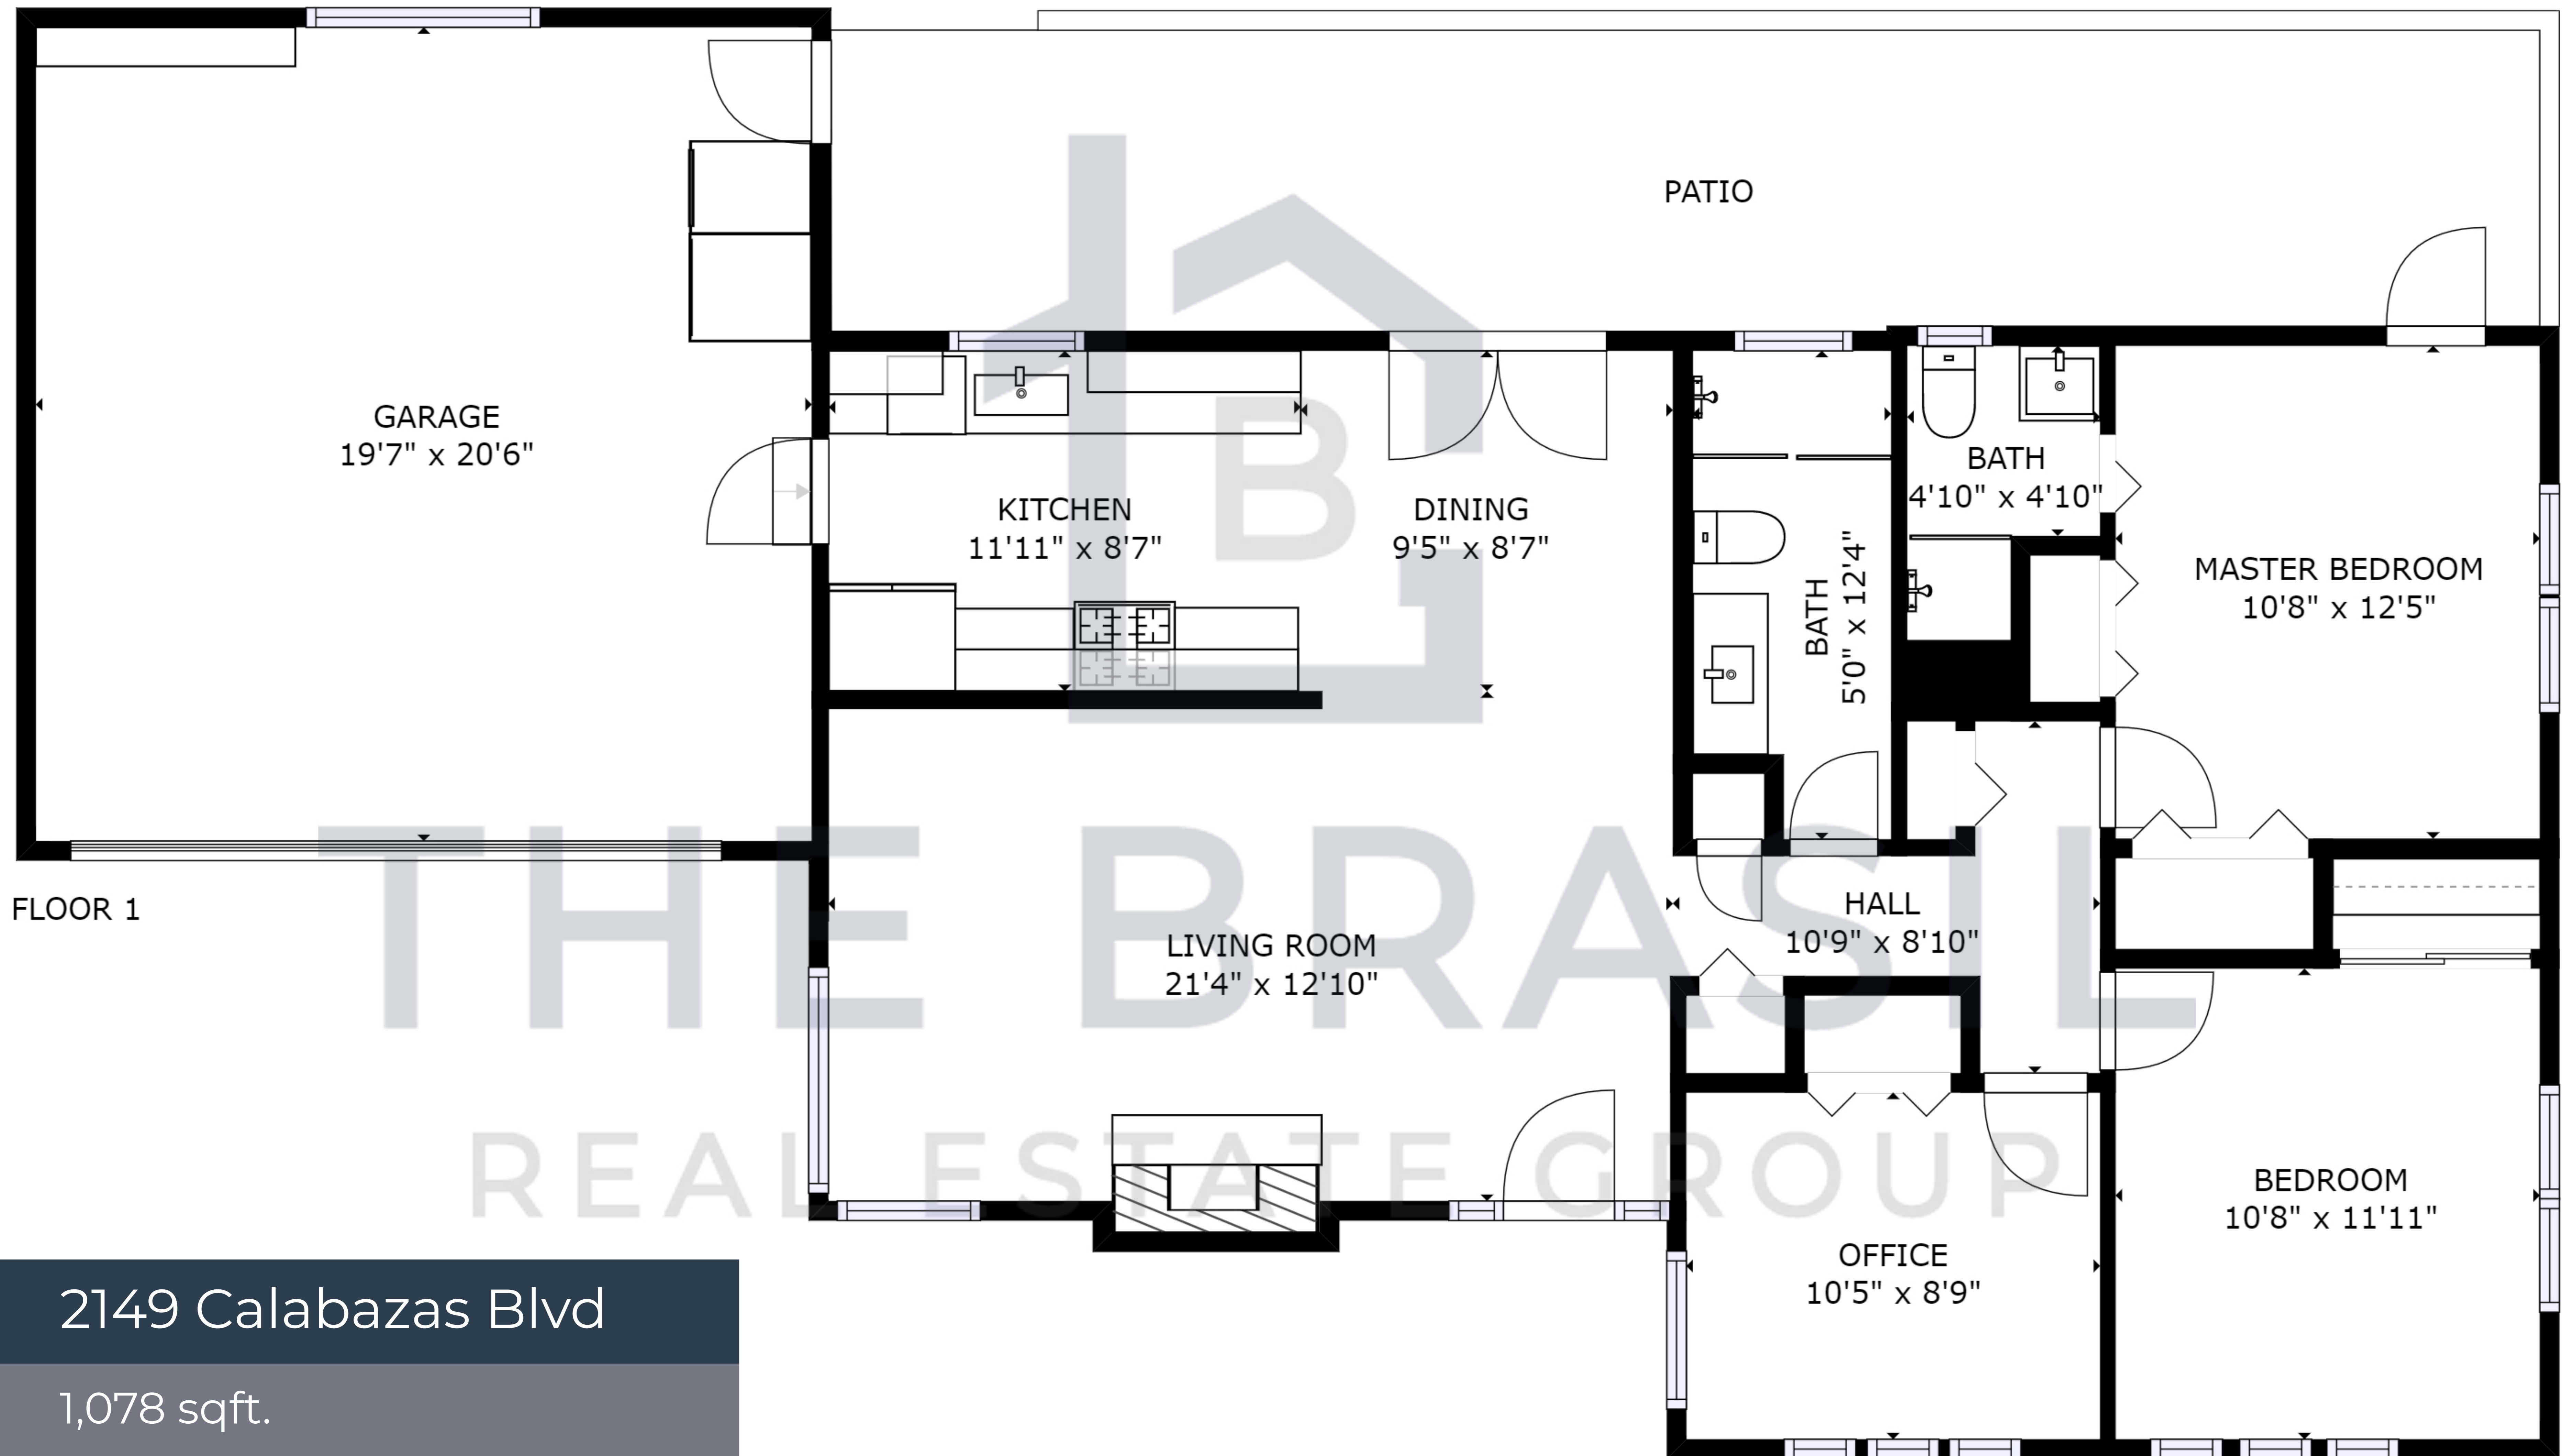 PATIO
GARAGE
19'7" x 20'6"
KITCHEN
11'11" x 8'7"
DINING
9'5" x 8'7"
BATH
5'0" x 12'4"
BATH
4'10" x 4'10"
MASTER BEDROOM
10'8" x 12'5"
B
THE BRASIL
REAL ESTATE GROUP
FLOOR 1
LIVING ROOM
21'4" x 12'10"
HALL
10'9" x 8'10"
OFFICE
10'5" x 8'9"
BEDROOM
10'8" x 11'11"
2149 Calabazas Blvd
1,078 sqft.